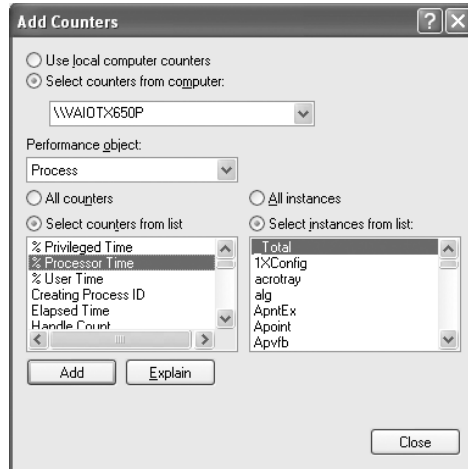 Add Counters
Use local computer counters
Select counters from computer:
\\VAIOTX650P
Performance object:
Process
All counters
All instances
Select counters from list
Select instances from list:
% Privileged Time
% Processor Time
% User Time
Creating Process ID
Elapsed Time
Handle Count
_Total
1XConfig
acrotray
alg
ApntEx
Apoint
Apvfb
Add
Explain
Close